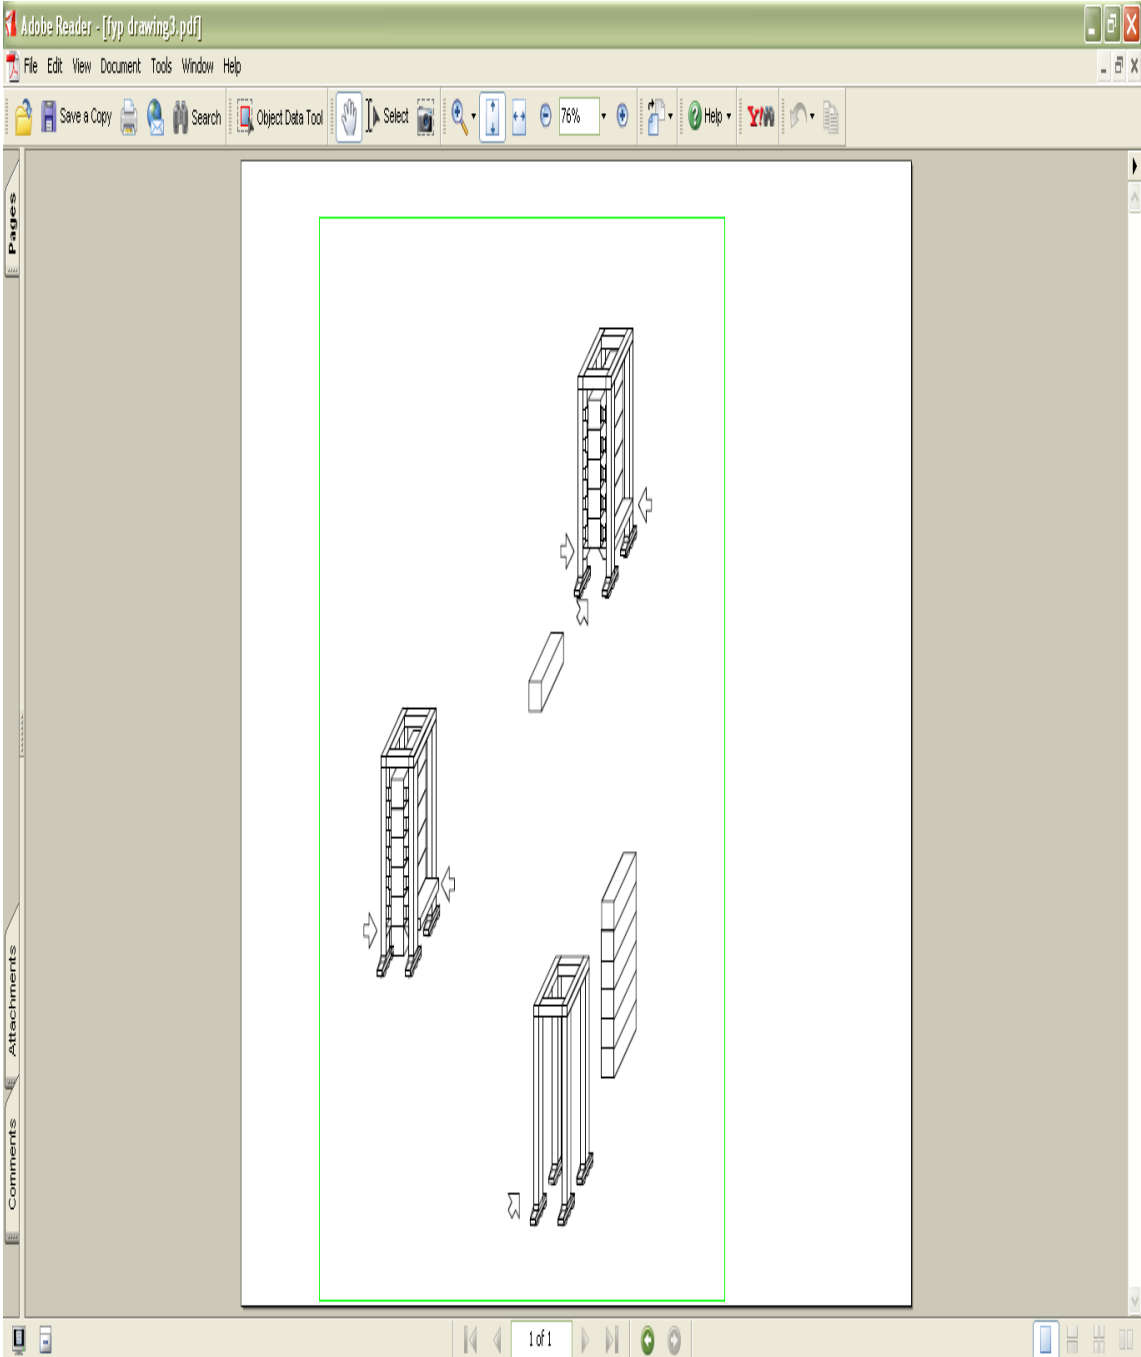 Adobe Reader - [fyp drawing3.pdf]
File Edit View Document Tools Window Help
Save a Copy Search Object Data Tool Select 76% Help Y!
Pages
Attachments
Comments
1 of 1